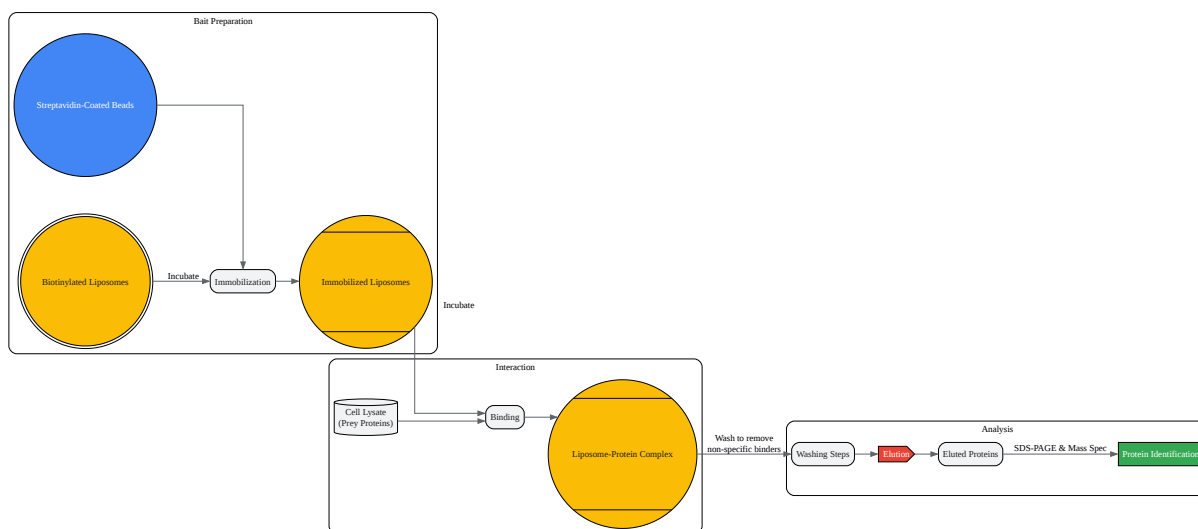 Bait Preparation
Streptavidin-Coated Beads
Biotinylated Liposomes
Incubate
Immobilization
Immobilized Liposomes
Incubate
Interaction
Cell Lysate
(Prey Proteins)
Binding
Liposome-Protein Complex
Wash to remove
non-specific binders
Analysis
Washing Steps
Elution
Eluted Proteins
SDS-PAGE & Mass Spec
Protein Identification